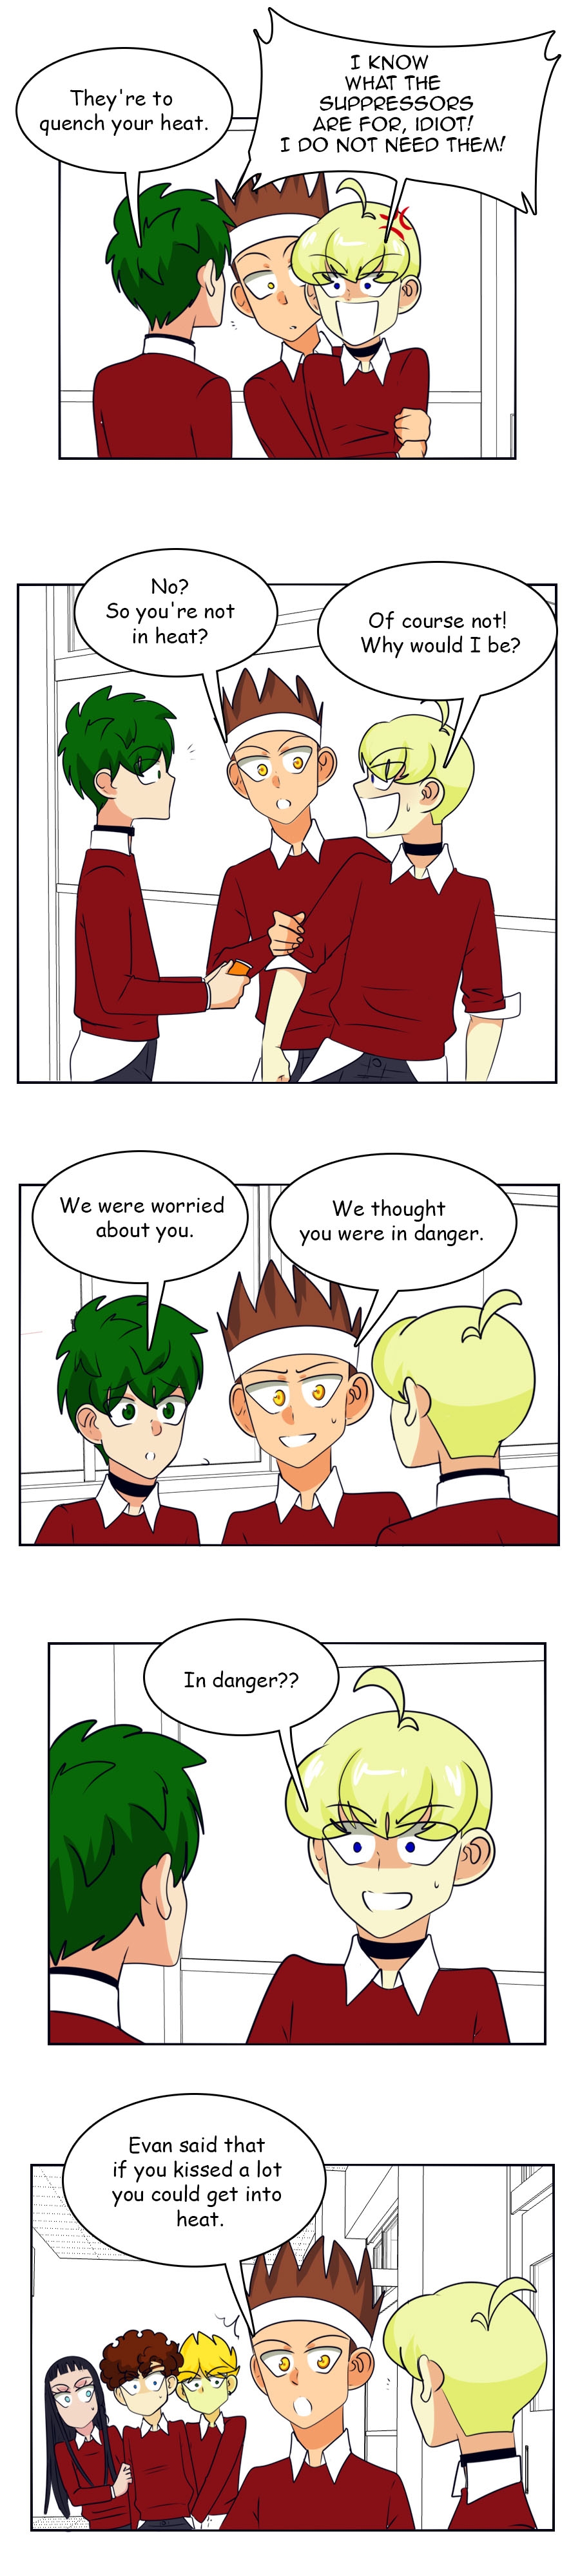 They're to
quench your heat.
I KNOW
WHAT THE
SUPPRESSORS
ARE FOR, IDIOT!
I DO NOT NEED THEM!
No?
So you're not
in heat?
Of course not!
Why would I be?
We were worried
about you.
We thought
you were in danger.
In danger??
Evan said that
if you kissed a lot
you could get into
heat.